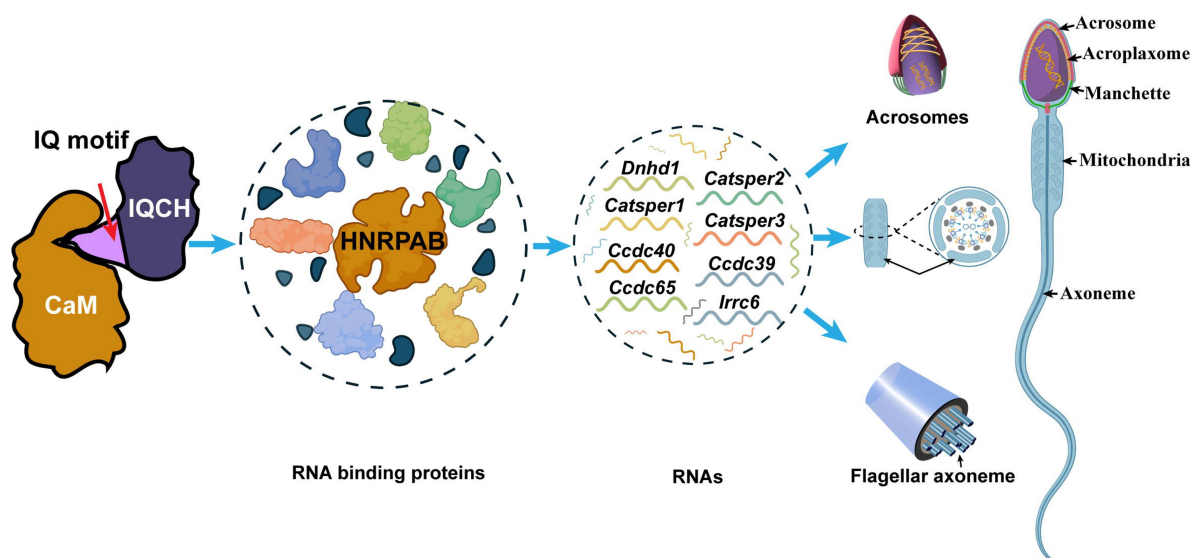 IQ motif
IQCH
CaM
HNRPAB
RNA binding proteins
Dnhd1
Catsper2
Catsper1
Catsper3
Ccdc40
Ccdc39
Ccdc65
Irrc6
RNAs
Acrosomes
Flagellar axoneme
Acrosome
Acroplaxome
Manchette
Mitochondria
Axoneme